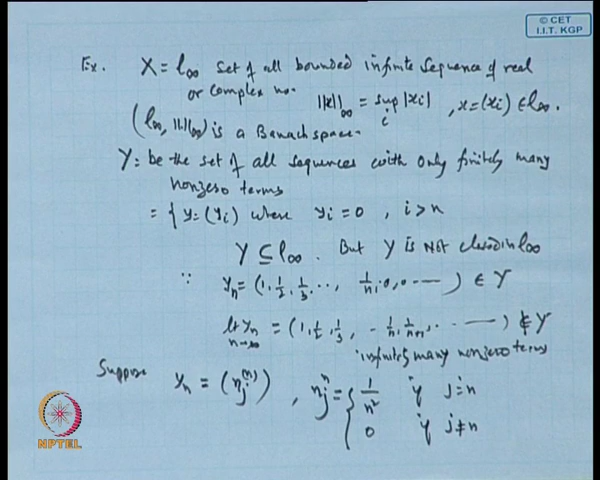 © CET
I.I.T. KGP
Ex. X = l∞ set of all bounded infinite sequence of real
or complex no.
||x||∞ = sup |xi| , x = (xi) ∈ l∞.
i
(l∞, ||·||∞) is a Banach space.
Y: be the set of all sequences with only finitely many
nonzero terms
= { y = (yi) where yi = 0 , i > n
Y ⊆ l∞ . But Y is Not closed in l∞
∵ yn = (1, 1/2, 1/3, .., 1/n, 0, 0 ----) ∈ Y
lt yn = (1, 1/2, 1/3, - 1/n, 1/n+1, . . ---) ∉ Y
n→∞
infinitely many nonzero terms
Suppose yn = (ηj(n)) , ηjn = { 1/n² if j = n
0 if j ≠ n
NPTEL